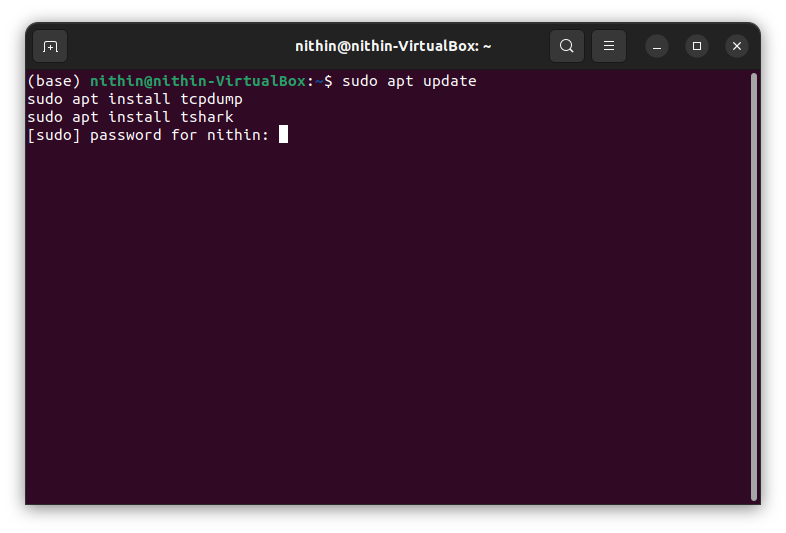 nithin@nithin-VirtualBox: ~
(base) nithin@nithin-VirtualBox:~$ sudo apt update
sudo apt install tcpdump
sudo apt install tshark
[sudo] password for nithin: